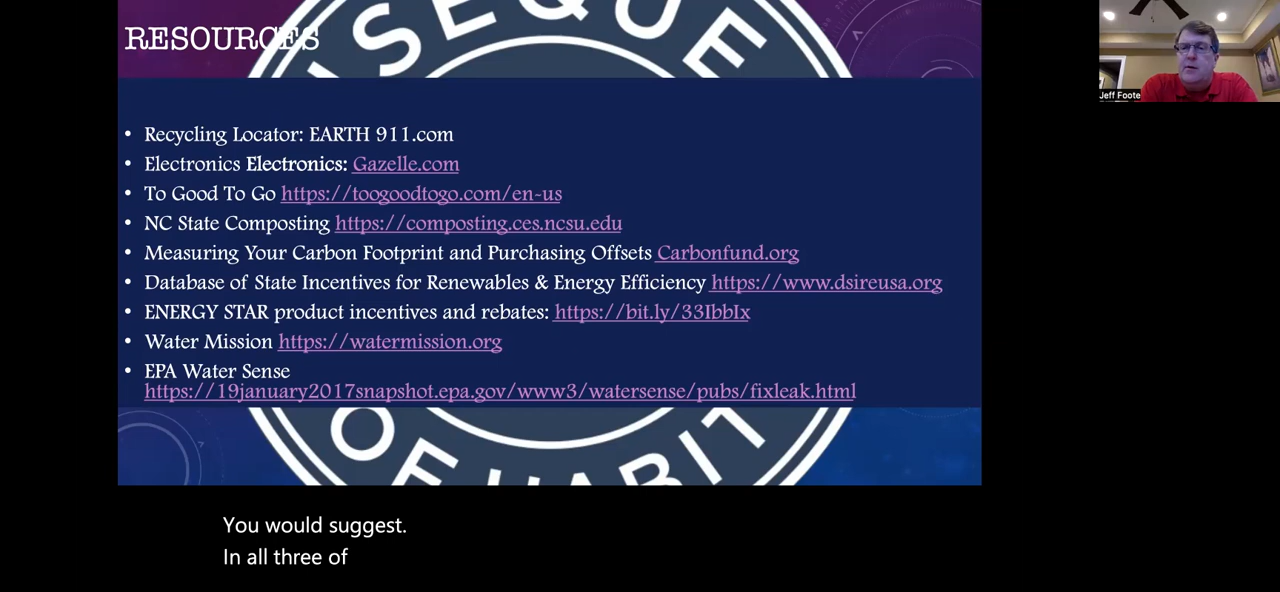 RESOURCES
SEQUE
• Recycling Locator: EARTH 911.com
• Electronics Electronics: Gazelle.com
• To Good To Go https://toogoodtogo.com/en-us
• NC State Composting https://composting.ces.ncsu.edu
• Measuring Your Carbon Footprint and Purchasing Offsets Carbonfund.org
• Database of State Incentives for Renewables & Energy Efficiency https://www.dsireusa.org
• ENERGY STAR product incentives and rebates: https://bit.ly/33IbbIx
• Water Mission https://watermission.org
• EPA Water Sense
https://19january2017snapshot.epa.gov/www3/watersense/pubs/fixleak.html
OF HABIT
Jeff Foote
You would suggest.
In all three of